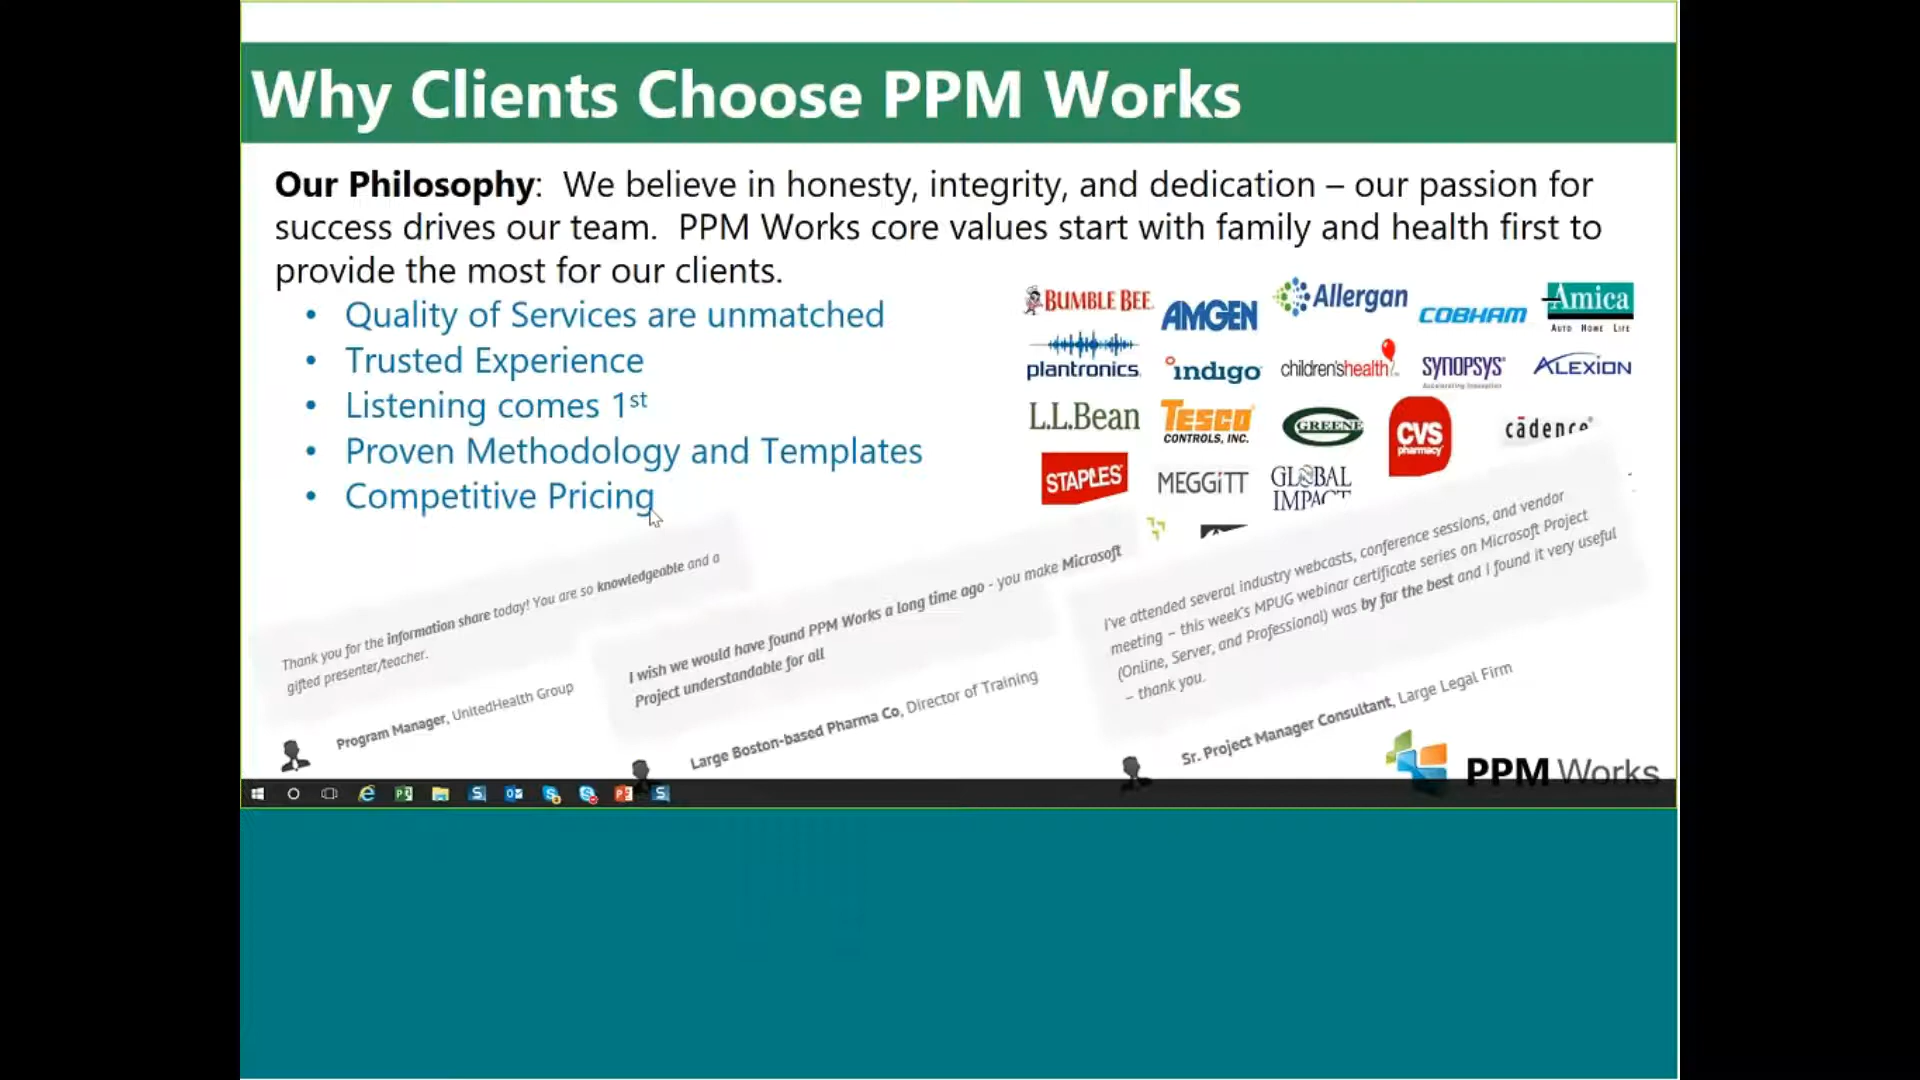 Why Clients Choose PPM Works
Our Philosophy:  We believe in honesty, integrity, and dedication – our passion for
success drives our team.  PPM Works core values start with family and health first to
provide the most for our clients.
• Quality of Services are unmatched
• Trusted Experience
• Listening comes 1st
• Proven Methodology and Templates
• Competitive Pricing
BUMBLE BEE
AMGEN
Allergan
COBHAM
Amica
AUTO HOME LIFE
plantronics
indigo
children'shealth
SYNOPSYS
Accelerating Innovation
ALEXION
L.L.Bean
TESCO
CONTROLS, INC.
GREENE
CVS
pharmacy
cādence
STAPLES
MEGGiTT
GLOBAL
IMPACT
Thank you for the information share today! You are so knowledgeable and a
gifted presenter/teacher.
Program Manager, UnitedHealth Group
I wish we would have found PPM Works a long time ago - you make Microsoft
Project understandable for all
Large Boston-based Pharma Co, Director of Training
I've attended several industry webcasts, conference sessions, and vendor
meeting – this week's MPUG webinar certificate series on Microsoft Project
(Online, Server, and Professional) was by far the best and I found it very useful
– thank you.
Sr. Project Manager Consultant, Large Legal Firm
PPM Works